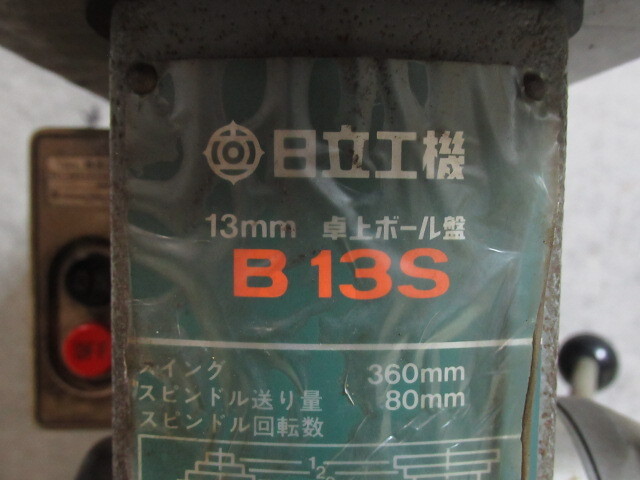 日立工機
13mm 卓上ボール盤
B 13S
スイング 360mm
スピンドル送り量 80mm
スピンドル回転数